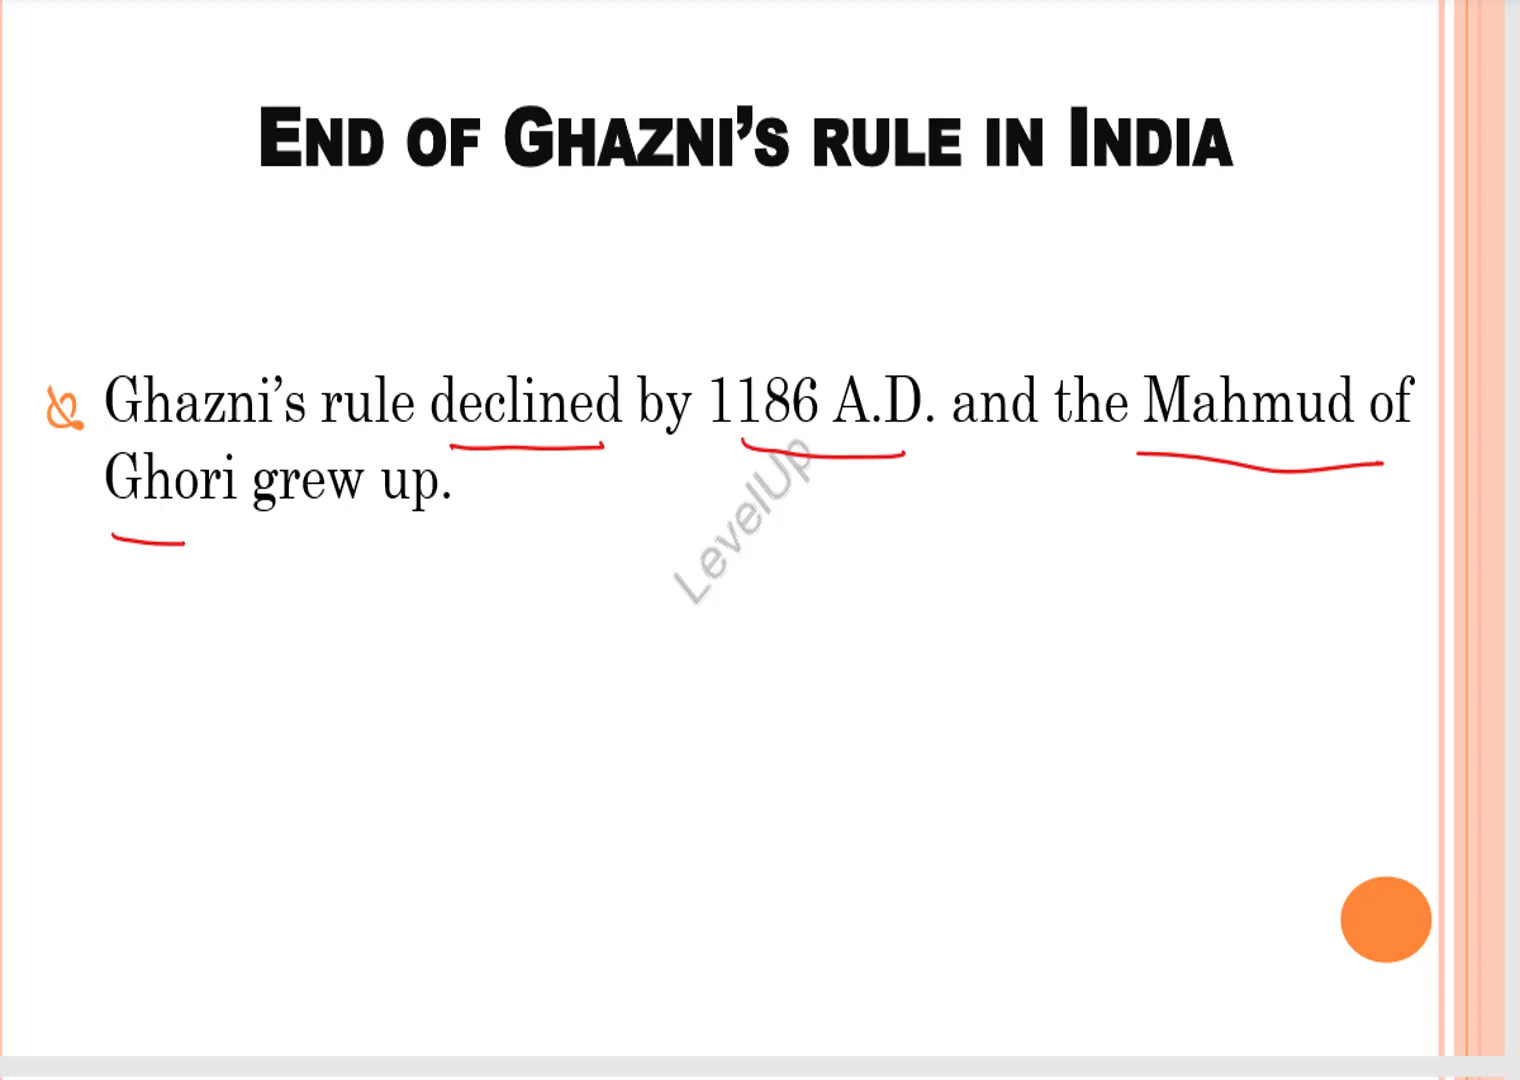 END OF GHAZNI’S RULE IN INDIA
Ghazni’s rule declined by 1186 A.D. and the Mahmud of
Ghori grew up.
LevelUp